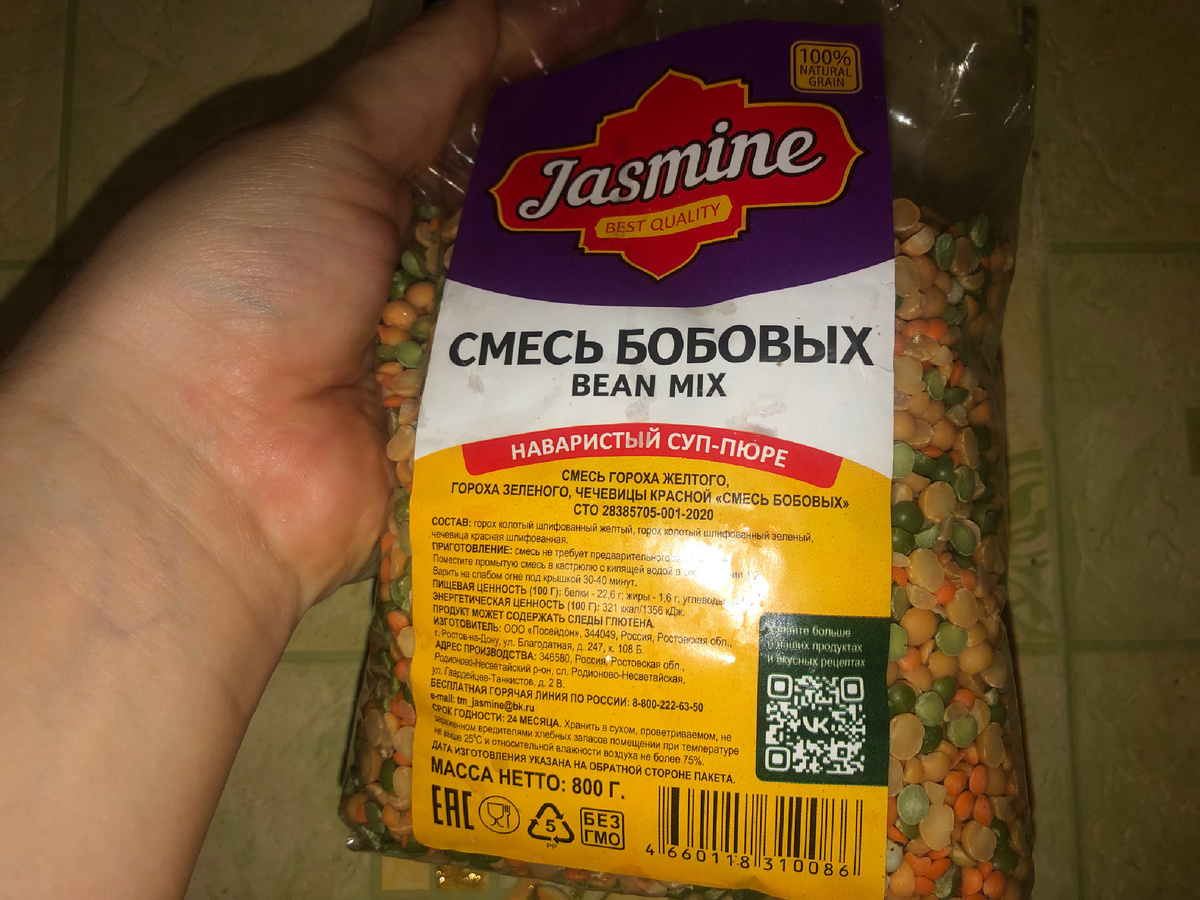 100%
NATURAL
GRAIN
Jasmine
BEST QUALITY
СМЕСЬ БОБОВЫХ
BEAN MIX
НАВАРИСТЫЙ СУП-ПЮРЕ
СМЕСЬ ГОРОХА ЖЕЛТОГО,
ГОРОХА ЗЕЛЕНОГО, ЧЕЧЕВИЦЫ КРАСНОЙ «СМЕСЬ БОБОВЫХ»
СТО 28385705-001-2020
СОСТАВ: горох колотый шлифованный желтый, горох колотый шлифованный зеленый,
чечевица красная шлифованная.
ПРИГОТОВЛЕНИЕ: смесь не требует предварительного
Поместите промытую смесь в кастрюлю с кипящей водой в
Варить на слабом огне под крышкой 30-40 минут.
ПИЩЕВАЯ ЦЕННОСТЬ (100 Г): белки - 22,6 г; жиры - 1,6 г; углеводы
ЭНЕРГЕТИЧЕСКАЯ ЦЕННОСТЬ (100 Г): 321 ккал/1356 кДж.
ПРОДУКТ МОЖЕТ СОДЕРЖАТЬ СЛЕДЫ ГЛЮТЕНА.
ИЗГОТОВИТЕЛЬ: ООО «Посейдон», 344049, Россия, Ростовская обл.,
г. Ростов-на-Дону, ул. Благодатная, д. 247, к. 108 Б.
АДРЕС ПРОИЗВОДСТВА: 346580, Россия, Ростовская обл.,
Родионово-Несветайский р-он, сл. Родионово-Несветайская,
ул. Гвардейцев-Танкистов, д. 2 В.
БЕСПЛАТНАЯ ГОРЯЧАЯ ЛИНИЯ ПО РОССИИ: 8-800-222-63-50
e-mail: tm_jasmine@bk.ru
СРОК ГОДНОСТИ: 24 МЕСЯЦА. Хранить в сухом, проветриваемом, не
зараженном вредителями хлебных запасов помещении при температуре
не выше 25°С и относительной влажности воздуха не более 75%.
ДАТА ИЗГОТОВЛЕНИЯ УКАЗАНА НА ОБРАТНОЙ СТОРОНЕ ПАКЕТА.
МАССА НЕТТО: 800 Г.
Узнайте больше
о наших продуктах
и вкусных рецептах
VK
EAC
5
PP
БЕЗ
ГМО
4 660118 310086